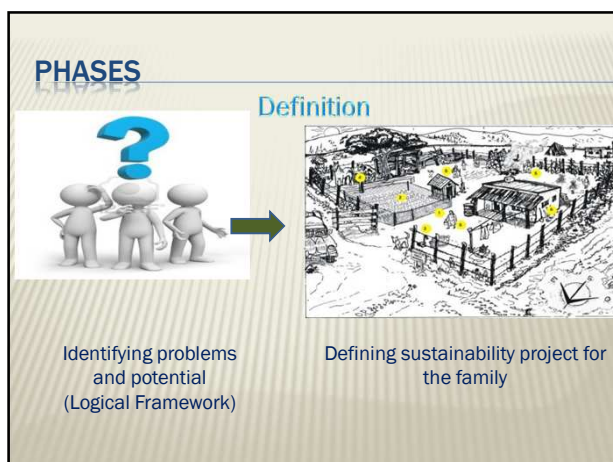 PHASES
Definition
Identifying problems
and potential
(Logical Framework)
Defining sustainability project for
the family